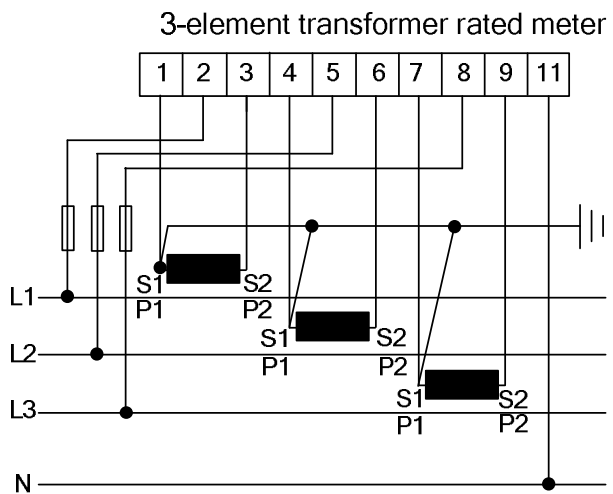 3-element transformer rated meter
1 2 3 4 5 6 7 8 9 11
S1 S2
L1
P1 P2
S1 S2
L2
P1 P2
S1 S2
L3
P1 P2
N